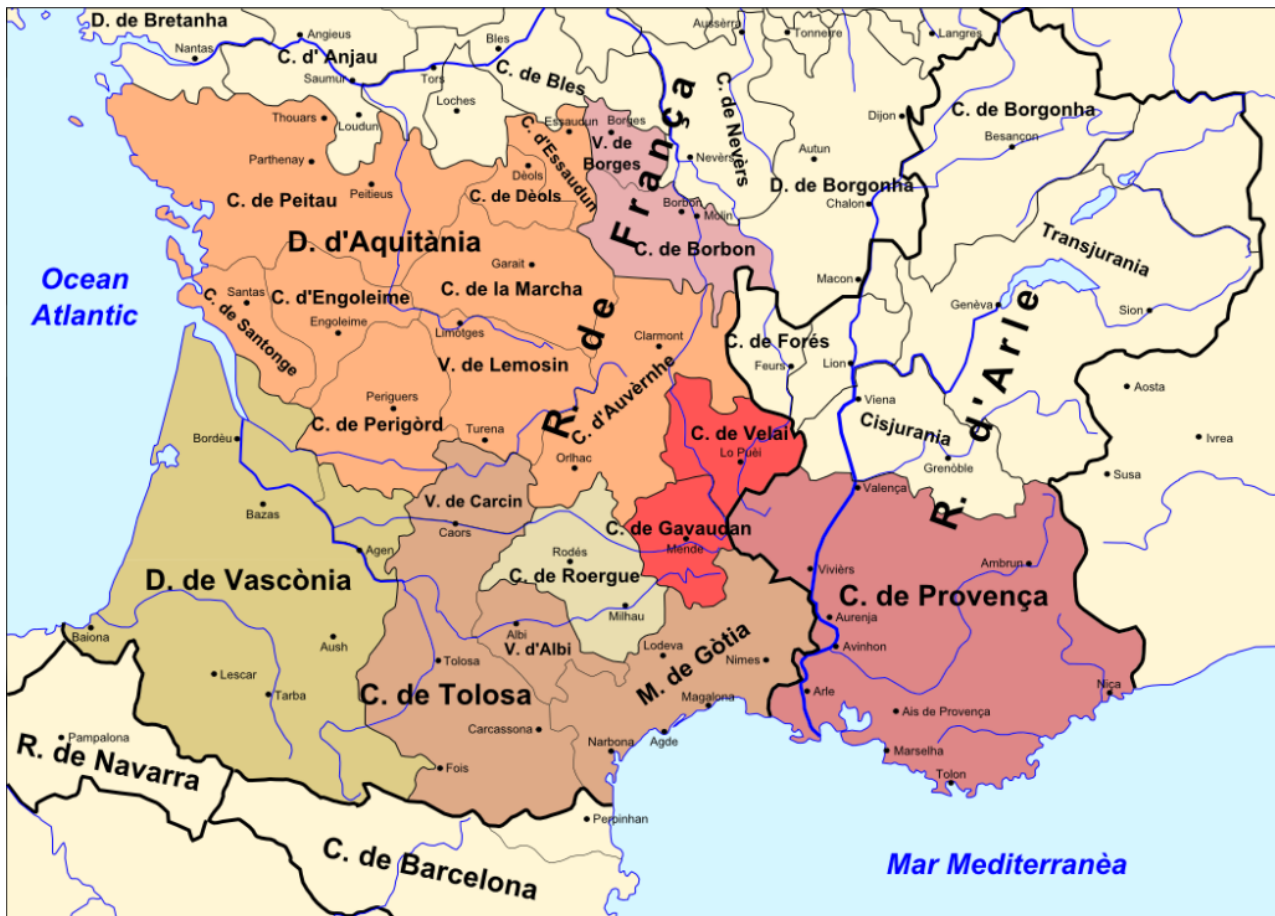 D. de Bretanha
Nantas
Angieus
C. d' Anjau
Saumur
Bles
Tors
C. de Bles
Loches
Loudun
Thouars
Aussèrra
Tonnerre
Langres
C. de Nevèrs
Nevèrs
Dijon
C. de Borgonha
Besançon
Autun
D. de Borgonha
Chalon
Essaudun
C. d'Essaudun
Borges
V. de Borges
Parthenay
Peitieus
C. de Peitau
Dèols
C. de Dèols
Borbon
Molin
C. de Borbon
R. de França
D. d'Aquitània
Transjurania
Ocean
Atlantic
Garait
C. de la Marcha
Santas
C. de Santonge
C. d'Engoleime
Engoleime
Limotges
Clarmont
Macon
Genèva
Sion
R. d'Arle
C. de Forés
Feurs
Lion
Aosta
V. de Lemosin
C. d'Auvèrnhe
Viena
Cisjurania
Ivrea
Periguers
C. de Perigòrd
Turena
Orlhac
C. de Velai
Lo Puèi
Grenòble
Susa
Bordèu
Valença
V. de Carcin
Caors
Bazas
C. de Gavaudan
Mende
Agen
Rodés
C. de Roergue
Vivièrs
Ambrun
D. de Vascònia
C. de Provença
Milhau
Aurenja
Baiona
Aush
Albi
V. d'Albi
Lodeva
Nimes
M. de Gòtia
Avinhon
Lescar
Tarba
Tolosa
C. de Tolosa
Magalona
Arle
Niça
Ais de Provença
Pampalona
R. de Navarra
Carcassona
Narbona
Agde
Marselha
Fois
Tolon
Perpinhan
C. de Barcelona
Mar Mediterranèa